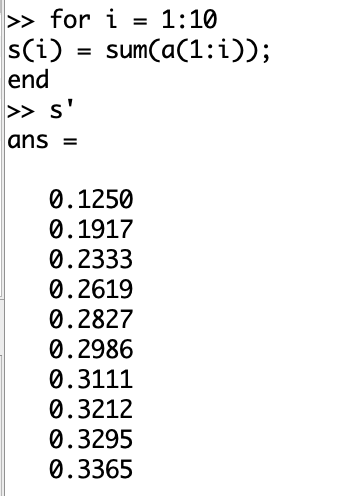 >> for i = 1:10
s(i) = sum(a(1:i));
end
>> s'
ans =
0.1250
0.1917
0.2333
0.2619
0.2827
0.2986
0.3111
0.3212
0.3295
0.3365